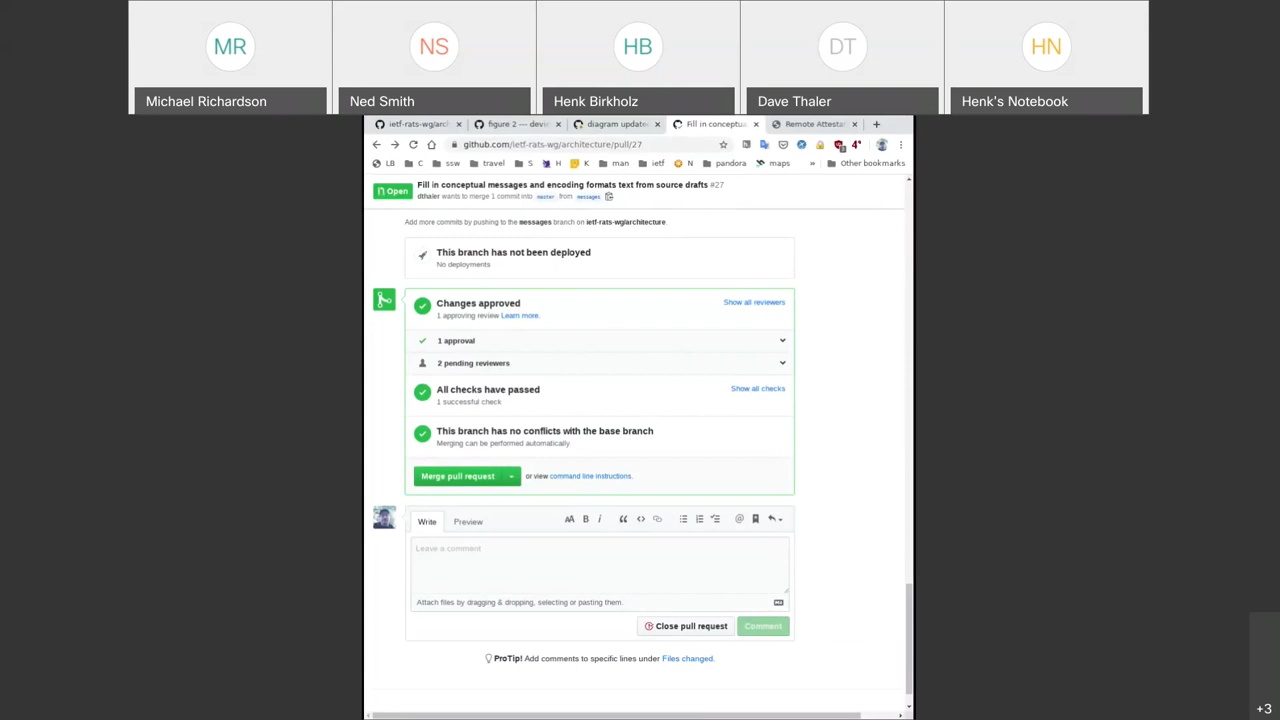 MR
NS
HB
DT
HN
Michael Richardson
Ned Smith
Henk Birkholz
Dave Thaler
Henk's Notebook
ietf-rats-wg/arch
figure 2 --- devi
diagram update
Fill in conceptua
Remote Attestat
github.com/ietf-rats-wg/architecture/pull/27
LB
C
ssw
travel
S
H
K
man
ietf
N
pandora
maps
»
Other bookmarks
Open
Fill in conceptual messages and encoding formats text from source drafts #27
dthaler wants to merge 1 commit into master from messages
Add more commits by pushing to the messages branch on ietf-rats-wg/architecture.
This branch has not been deployed
No deployments
Changes approved
Show all reviewers
1 approving review Learn more.
1 approval
2 pending reviewers
All checks have passed
Show all checks
1 successful check
This branch has no conflicts with the base branch
Merging can be performed automatically.
Merge pull request
or view command line instructions.
Write
Preview
Leave a comment
Attach files by dragging & dropping, selecting or pasting them.
Close pull request
Comment
ProTip! Add comments to specific lines under Files changed.
+3